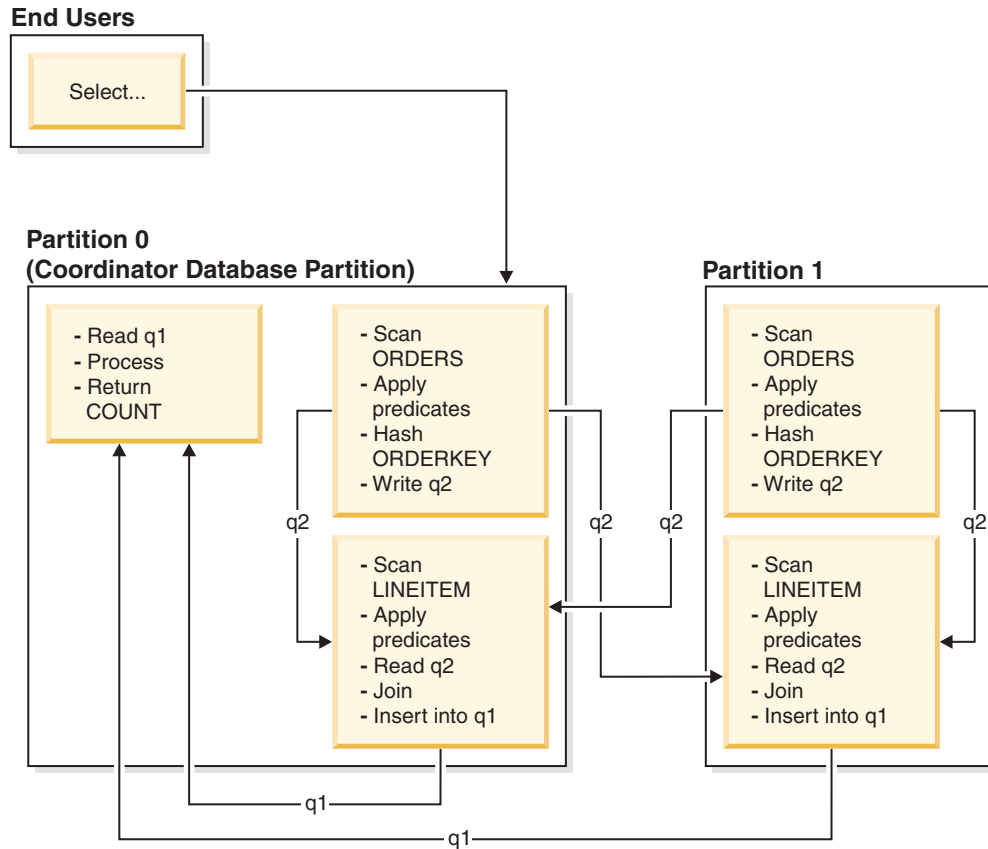 End Users
Select...
Partition 0
(Coordinator Database Partition)
- Read q1
- Process
- Return
COUNT
- Scan
ORDERS
- Apply
predicates
- Hash
ORDERKEY
- Write q2
q2
q2
- Scan
LINEITEM
- Apply
predicates
- Read q2
- Join
- Insert into q1
Partition 1
- Scan
ORDERS
- Apply
predicates
- Hash
ORDERKEY
- Write q2
q2
q2
- Scan
LINEITEM
- Apply
predicates
- Read q2
- Join
- Insert into q1
q1
q1